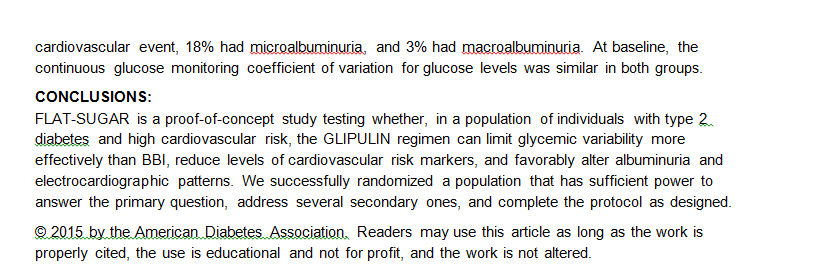 cardiovascular event, 18% had microalbuminuria, and 3% had macroalbuminuria. At baseline, the
continuous glucose monitoring coefficient of variation for glucose levels was similar in both groups.
CONCLUSIONS:
FLAT-SUGAR is a proof-of-concept study testing whether, in a population of individuals with type 2
diabetes and high cardiovascular risk, the GLIPULIN regimen can limit glycemic variability more
effectively than BBI, reduce levels of cardiovascular risk markers, and favorably alter albuminuria and
electrocardiographic patterns. We successfully randomized a population that has sufficient power to
answer the primary question, address several secondary ones, and complete the protocol as designed.
© 2015 by the American Diabetes Association. Readers may use this article as long as the work is
properly cited, the use is educational and not for profit, and the work is not altered.